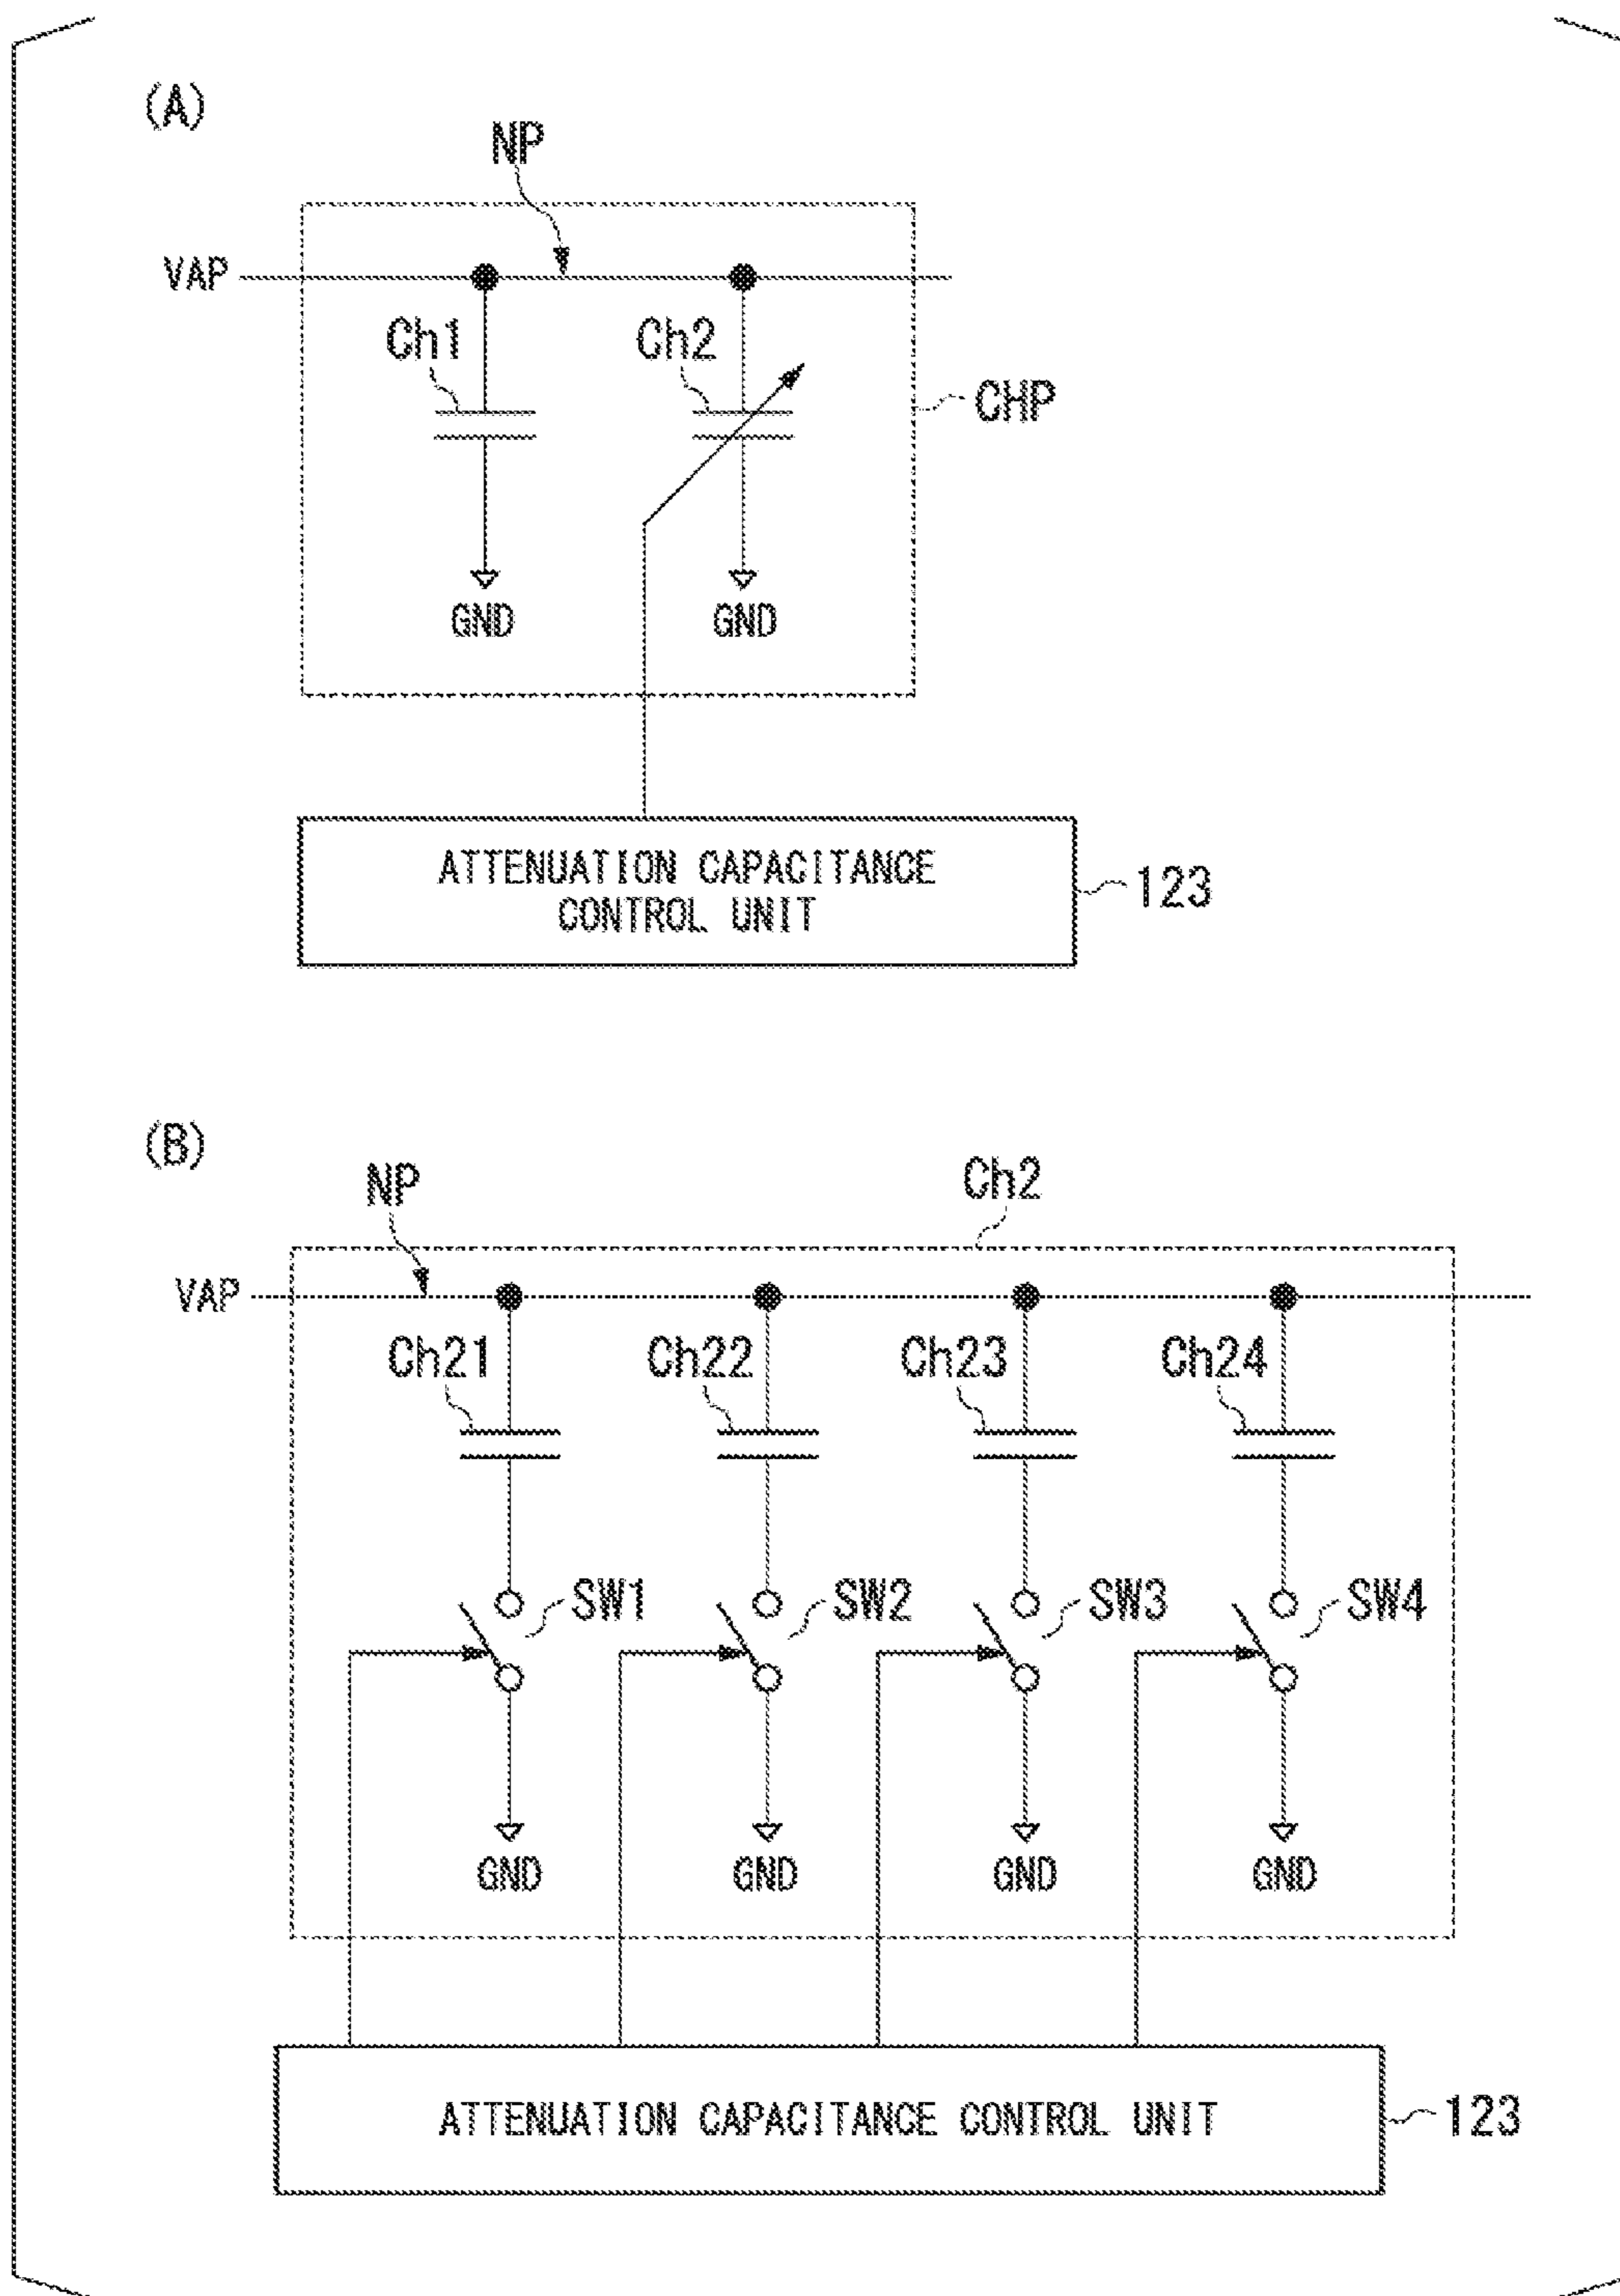 (A)
NP
VAP
Ch1 Ch2
CHP
GND GND
ATTENUATION CAPACITANCE
CONTROL UNIT
123
(B)
NP Ch2
VAP
Ch21 Ch22 Ch23 Ch24
SW1 SW2 SW3 SW4
GND GND GND GND
ATTENUATION CAPACITANCE CONTROL UNIT
123